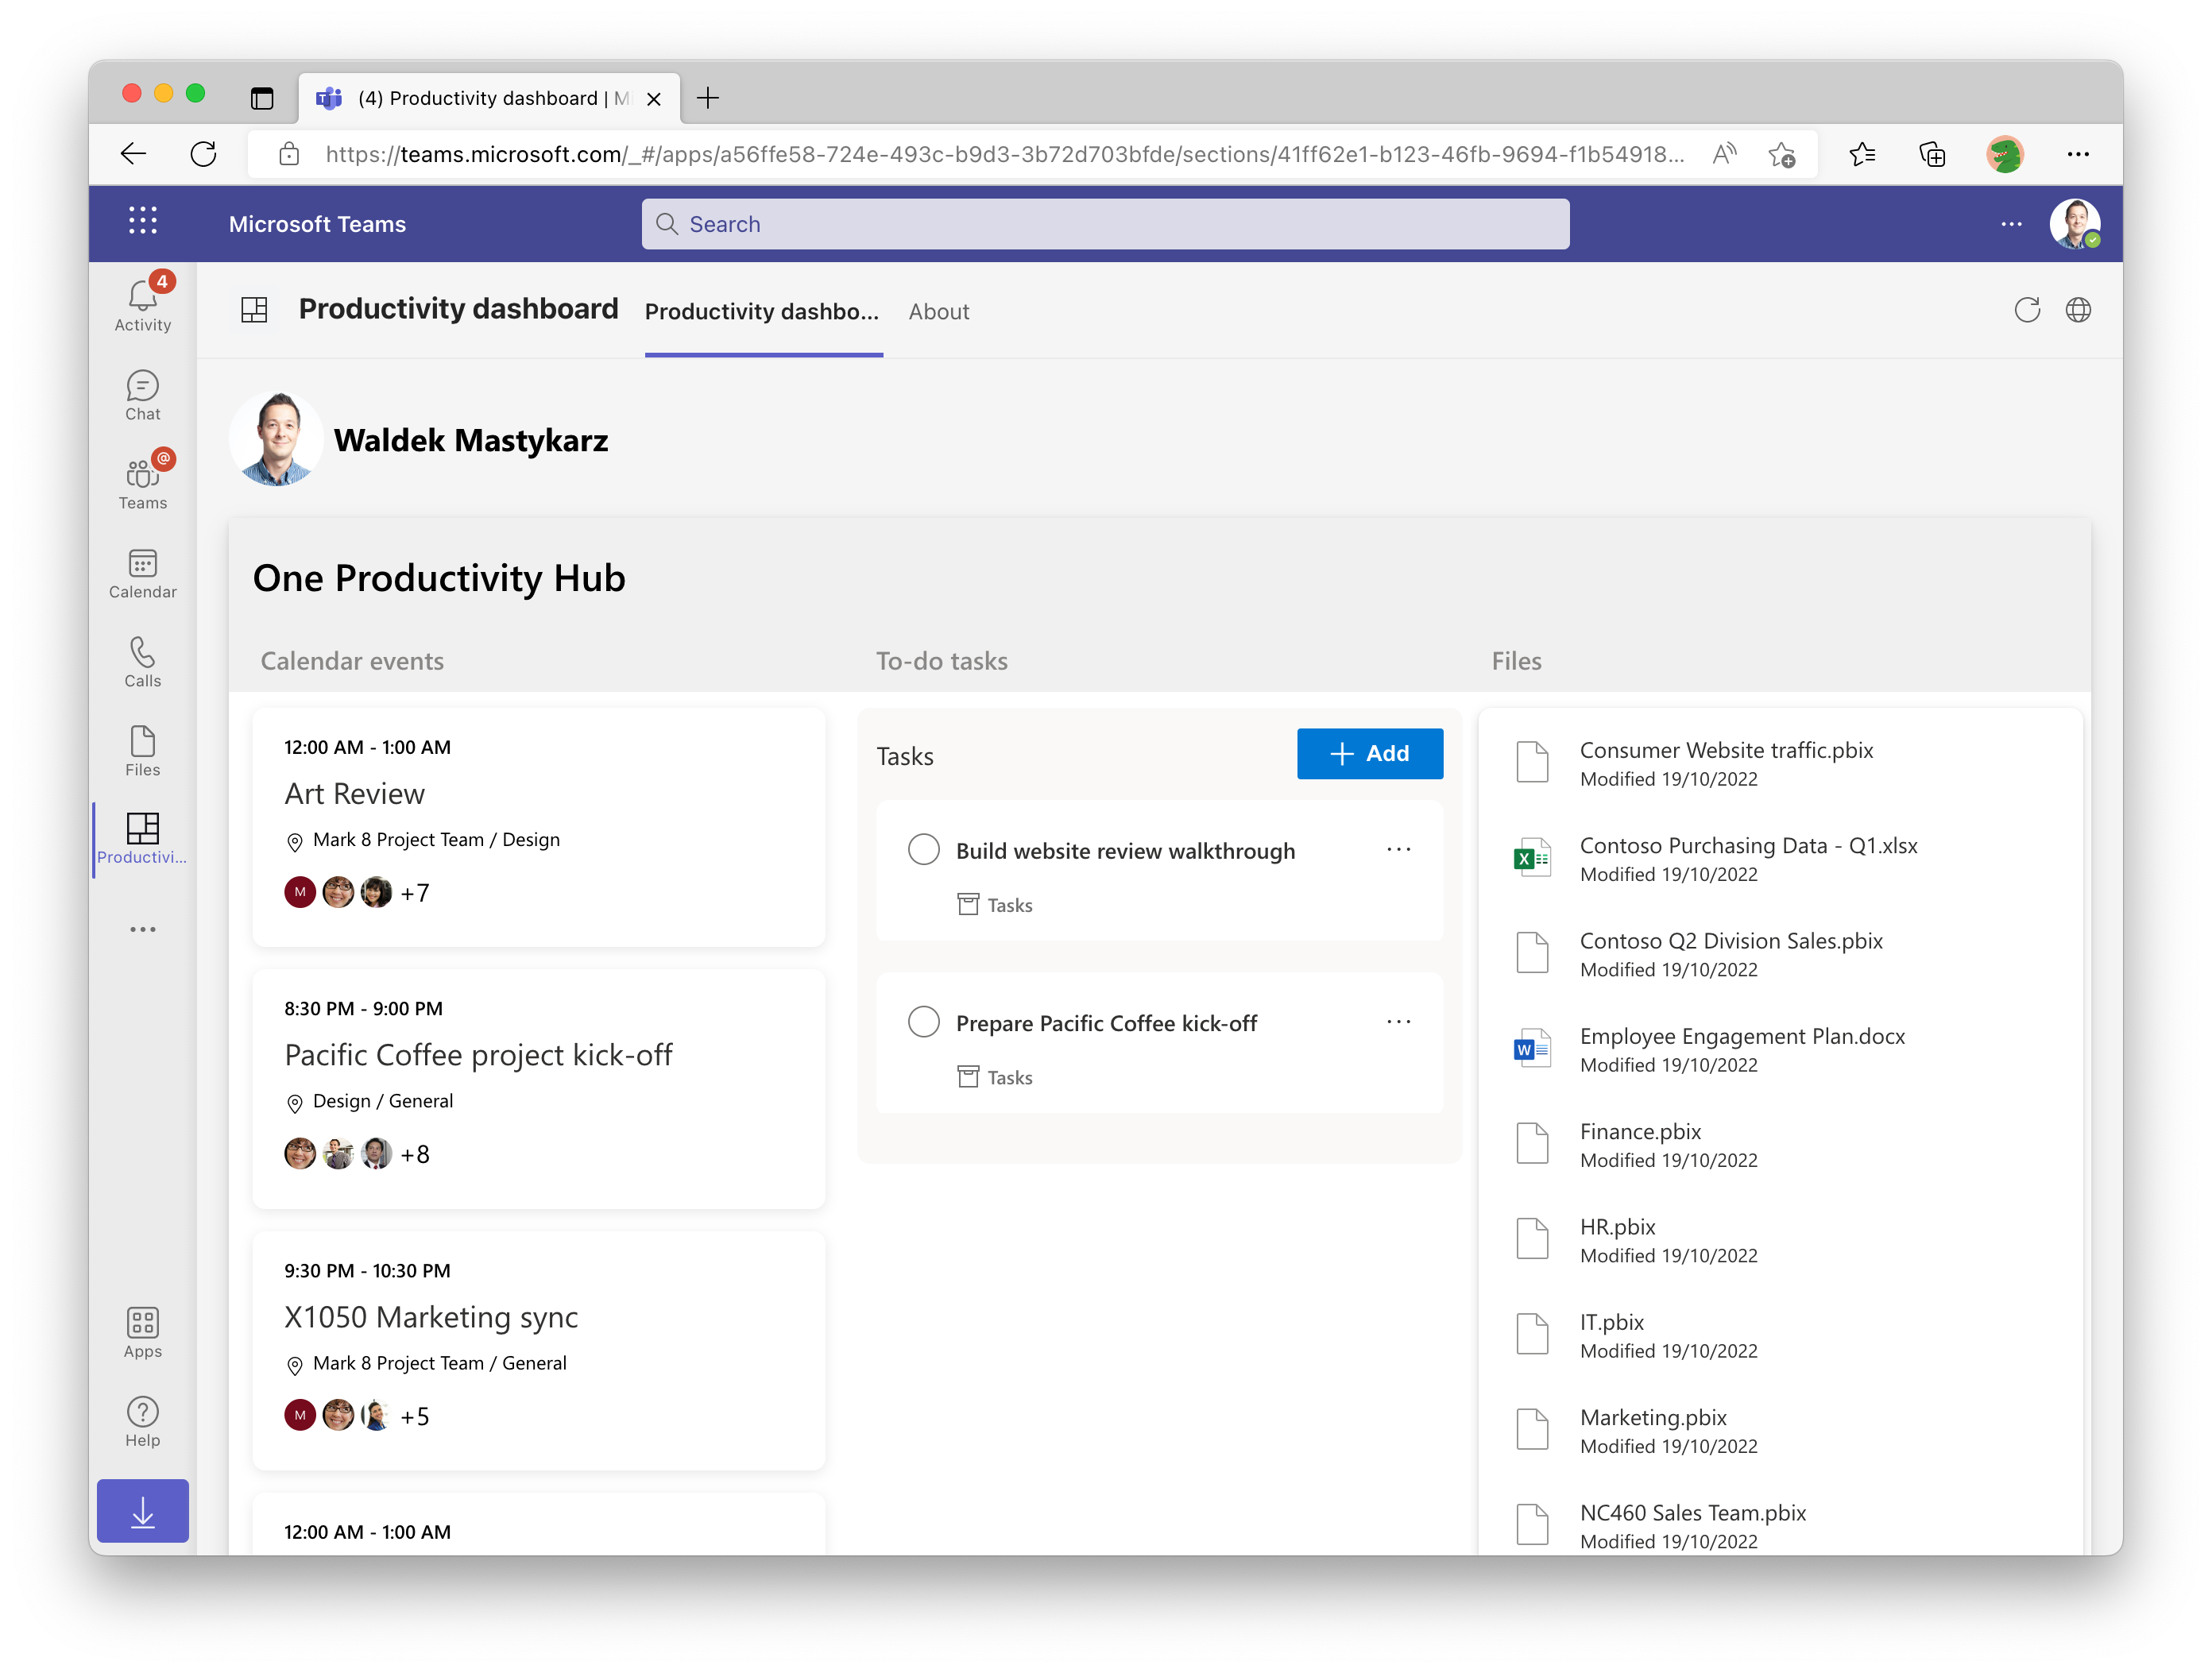 (4) Productivity dashboard | M
https://teams.microsoft.com/_#/apps/a56ffe58-724e-493c-b9d3-3b72d703bfde/sections/41ff62e1-b123-46fb-9694-f1b54918...
Microsoft Teams
Search
4
Activity
Chat
@
Teams
Calendar
Calls
Files
Productivi...
Apps
Help
Productivity dashboard
Productivity dashbo...
About
Waldek Mastykarz
One Productivity Hub
Calendar events
12:00 AM - 1:00 AM
Art Review
Mark 8 Project Team / Design
M
+7
8:30 PM - 9:00 PM
Pacific Coffee project kick-off
Design / General
+8
9:30 PM - 10:30 PM
X1050 Marketing sync
Mark 8 Project Team / General
M
+5
12:00 AM - 1:00 AM
To-do tasks
Tasks
Add
Build website review walkthrough
Tasks
Prepare Pacific Coffee kick-off
Tasks
Files
Consumer Website traffic.pbix
Modified 19/10/2022
Contoso Purchasing Data - Q1.xlsx
Modified 19/10/2022
Contoso Q2 Division Sales.pbix
Modified 19/10/2022
Employee Engagement Plan.docx
Modified 19/10/2022
Finance.pbix
Modified 19/10/2022
HR.pbix
Modified 19/10/2022
IT.pbix
Modified 19/10/2022
Marketing.pbix
Modified 19/10/2022
NC460 Sales Team.pbix
Modified 19/10/2022